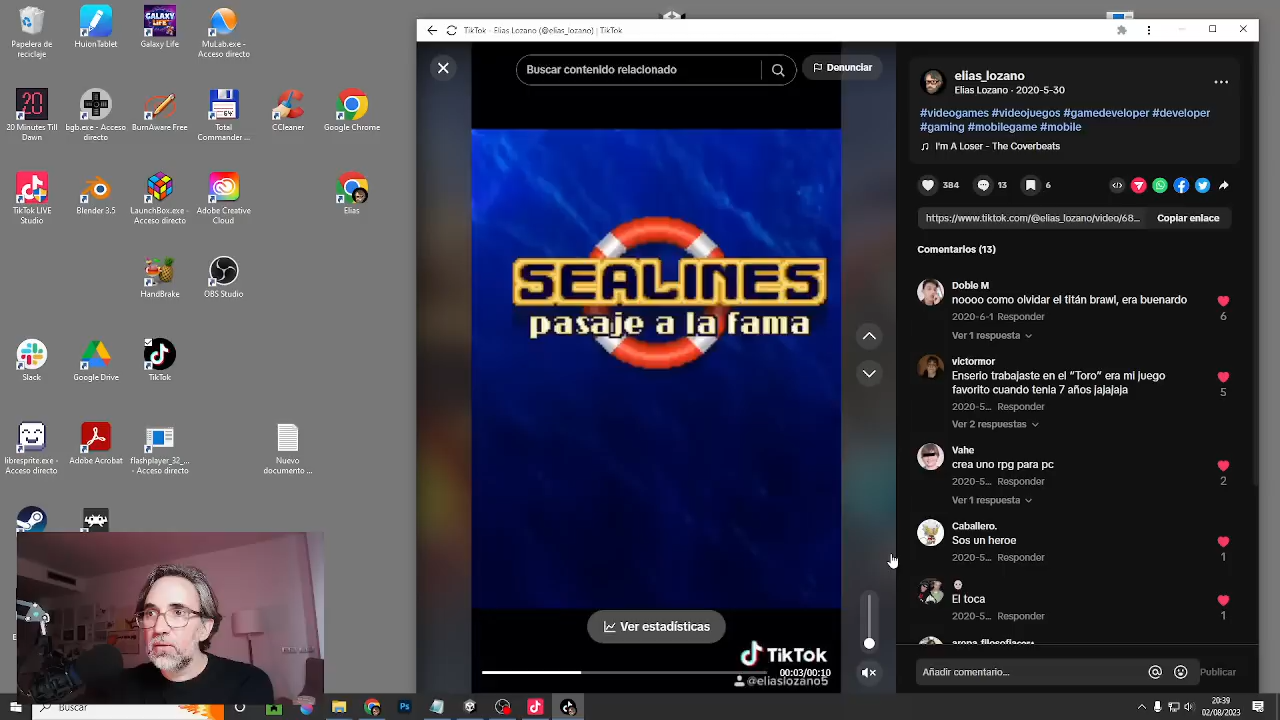 TikTok - Elias Lozano (@elias_lozano) | TikTok
Buscar contenido relacionado
Denunciar
SEALINES
pasaje a la fama
Ver estadísticas
TikTok
00:03/00:10
@eliaslozano5
elias_lozano
Elias Lozano · 2020-5-30
#videogames #videojuegos #gamedeveloper #developer
#gaming #mobilegame #mobile
I'm A Loser - The Coverbeats
384
13
6
https://www.tiktok.com/@elias_lozano/video/68...
Copiar enlace
Comentarios (13)
Doble M
noooo como olvidar el titán brawl, era buenardo
2020-6-1 Responder
6
Ver 1 respuesta
victormor
Enserio trabajaste en el “Toro” era mi juego
favorito cuando tenia 7 años jajajaja
5
2020-5... Responder
Ver 2 respuestas
Vahe
crea uno rpg para pc
2
2020-5... Responder
Ver 1 respuesta
Caballero.
Sos un heroe
1
2020-5... Responder
El toca
1
2020-5... Responder
Añadir comentario...
Publicar
Papelera de
reciclaje
HuionTablet
Galaxy Life
MuLab.exe -
Acceso directo
20 Minutes Till
Dawn
bgb.exe - Acceso
directo
BurnAware Free
Total
Commander ...
CCleaner
Google Chrome
TikTok LIVE
Studio
Blender 3.5
LaunchBox.exe -
Acceso directo
Adobe Creative
Cloud
Elias
HandBrake
OBS Studio
Slack
Google Drive
TikTok
libresprite.exe -
Acceso directo
Adobe Acrobat
flashplayer_32_...
- Acceso directo
Nuevo
documento ...
Buscar
20:39
02/08/2023